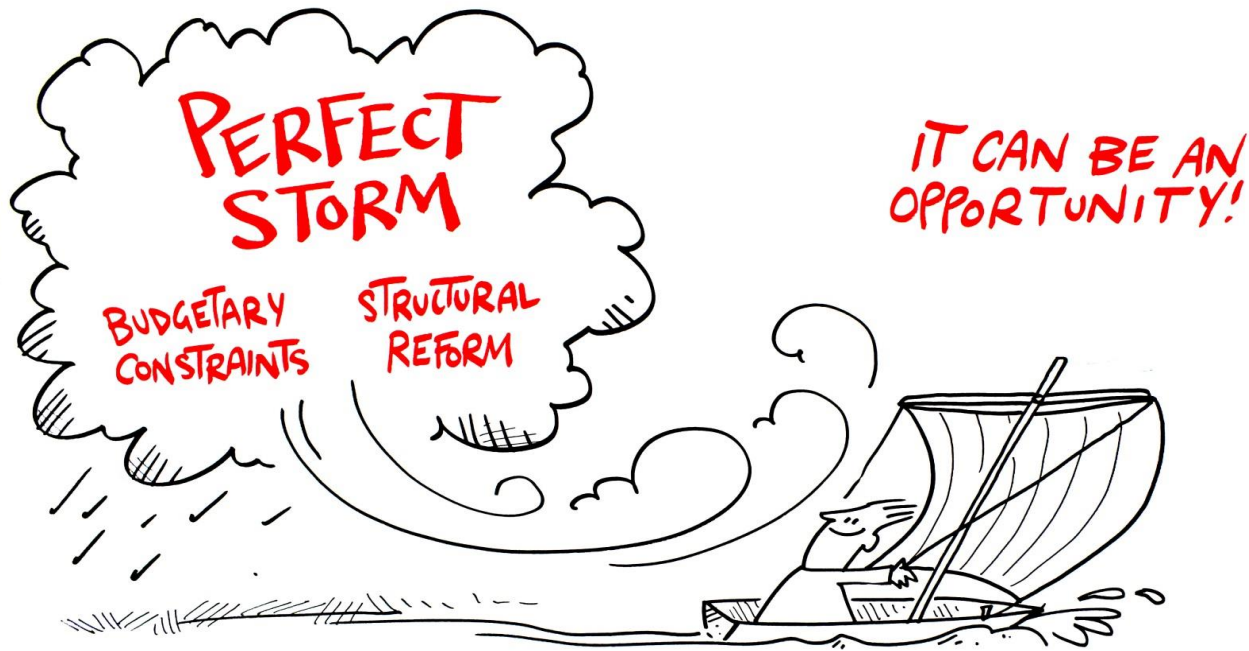 PERFECT
STORM
BUDGETARY
CONSTRAINTS
STRUCTURAL
REFORM
IT CAN BE AN
OPPORTUNITY!